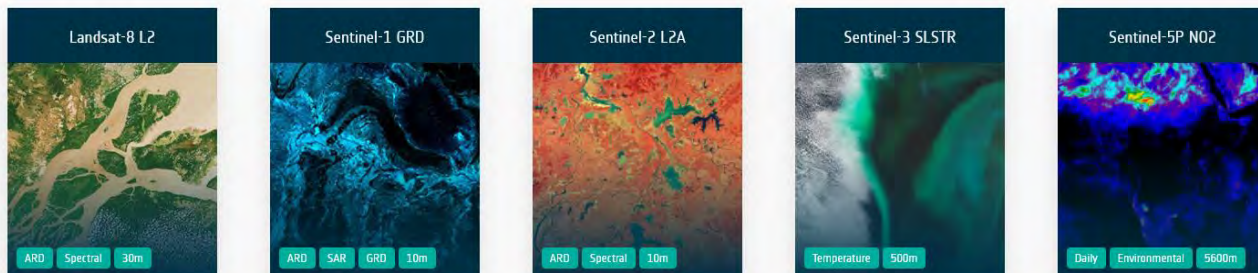 Landsat-8 L2
ARD Spectral 30m
Sentinel-1 GRD
ARD SAR GRD 10m
Sentinel-2 L2A
ARD Spectral 10m
Sentinel-3 SLSTR
Temperature 500m
Sentinel-5P NO2
Daily Environmental 5600m